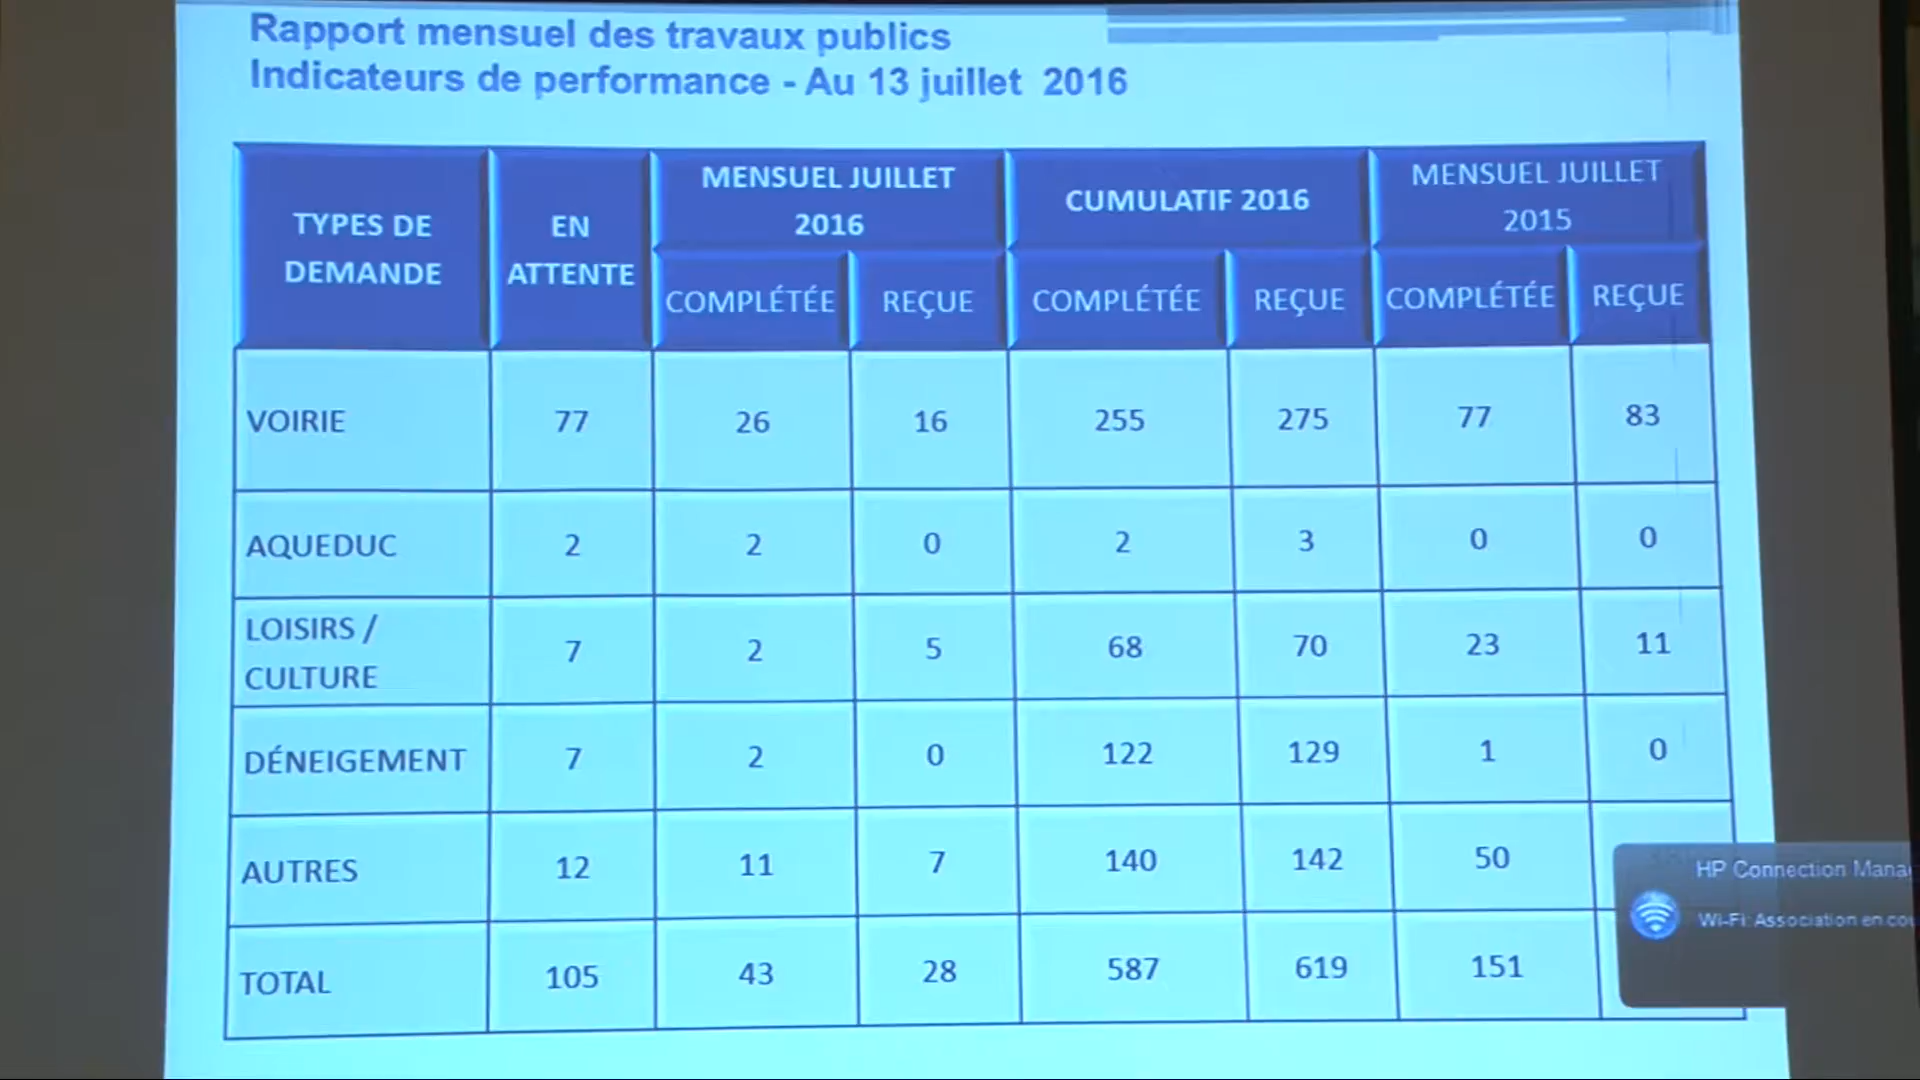 Rapport mensuel des travaux publics
Indicateurs de performance - Au 13 juillet 2016
TYPES DE DEMANDE EN ATTENTE MENSUEL JUILLET 2016 CUMULATIF 2016 MENSUEL JUILLET 2015
COMPLÉTÉE REÇUE COMPLÉTÉE REÇUE COMPLÉTÉE REÇUE
VOIRIE 77 26 16 255 275 77 83
AQUEDUC 2 2 0 2 3 0 0
LOISIRS / CULTURE 7 2 5 68 70 23 11
DÉNEIGEMENT 7 2 0 122 129 1 0
AUTRES 12 11 7 140 142 50
TOTAL 105 43 28 587 619 151
HP Connection
Wi-Fi: Association en